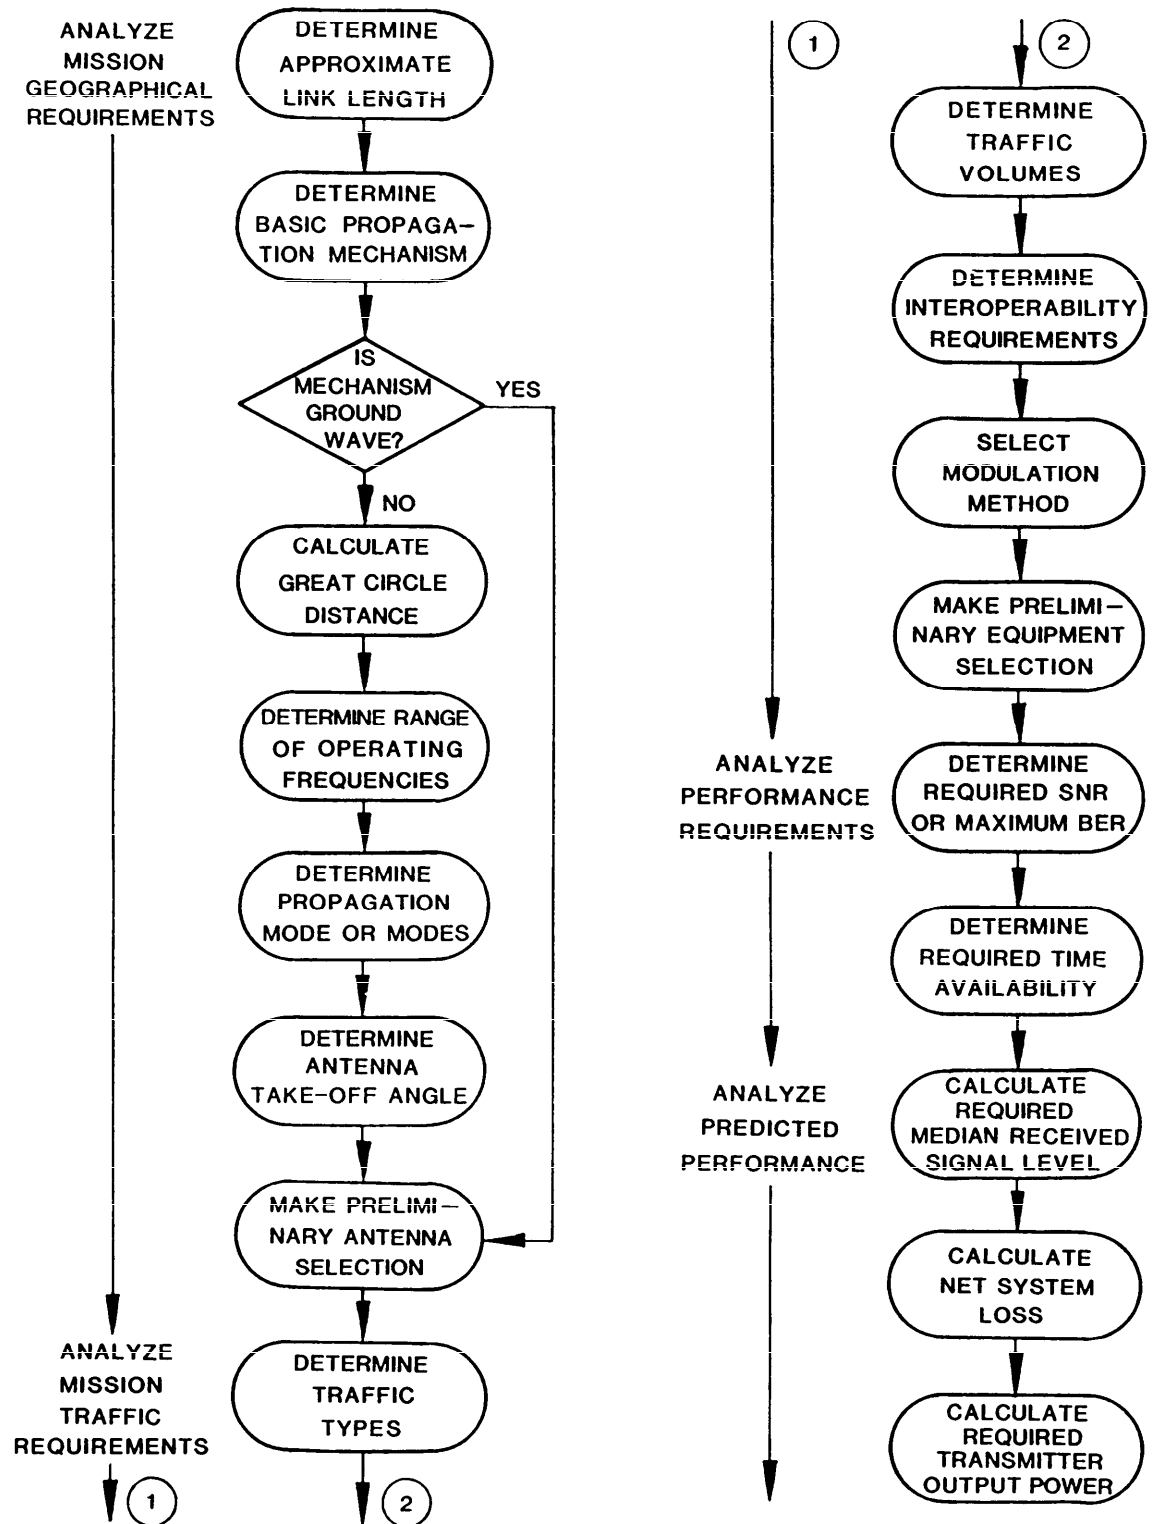 ANALYZE
MISSION
GEOGRAPHICAL
REQUIREMENTS
DETERMINE
APPROXIMATE
LINK LENGTH
DETERMINE
BASIC PROPAGA–
TION MECHANISM
IS
MECHANISM
GROUND
WAVE?
YES
NO
CALCULATE
GREAT CIRCLE
DISTANCE
DETERMINE RANGE
OF OPERATING
FREQUENCIES
DETERMINE
PROPAGATION
MODE OR MODES
DETERMINE
ANTENNA
TAKE–OFF ANGLE
MAKE PRELIMI–
NARY ANTENNA
SELECTION
ANALYZE
MISSION
TRAFFIC
REQUIREMENTS
DETERMINE
TRAFFIC
TYPES
1
2
1
2
DETERMINE
TRAFFIC
VOLUMES
DETERMINE
INTEROPERABILITY
REQUIREMENTS
SELECT
MODULATION
METHOD
MAKE PRELIMI–
NARY EQUIPMENT
SELECTION
ANALYZE
PERFORMANCE
REQUIREMENTS
DETERMINE
REQUIRED SNR
OR MAXIMUM BER
DETERMINE
REQUIRED TIME
AVAILABILITY
ANALYZE
PREDICTED
PERFORMANCE
CALCULATE
REQUIRED
MEDIAN RECEIVED
SIGNAL LEVEL
CALCULATE
NET SYSTEM
LOSS
CALCULATE
REQUIRED
TRANSMITTER
OUTPUT POWER